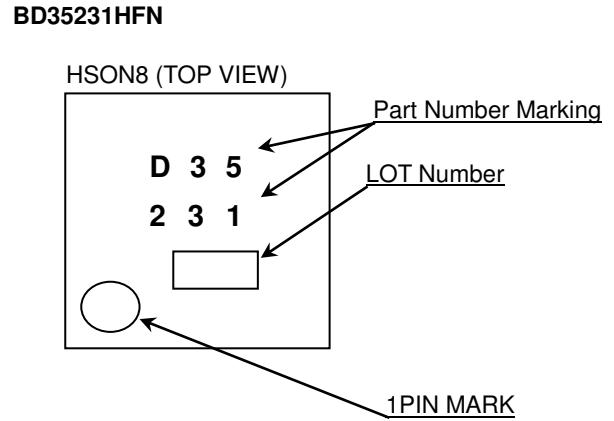 BD35231HFN
HSON8 (TOP VIEW)
Part Number Marking
D 3 5
LOT Number
2 3 1
1PIN MARK